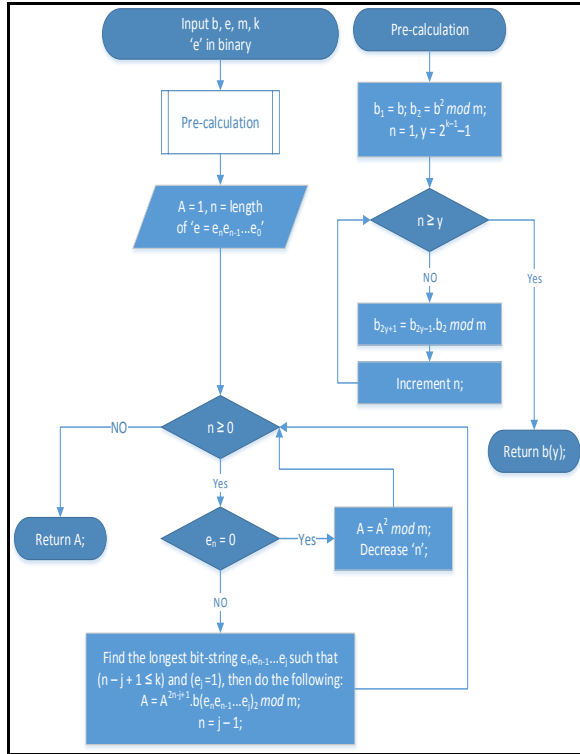 Input b, e, m, k
'e' in binary
Pre-calculation
A = 1, n = length
of 'e = eₙeₙ₋₁...e₀'
n ≥ 0
NO
Yes
Return A;
eₙ = 0
Yes
A = A² mod m;
Decrease 'n';
NO
Find the longest bit-string eₙeₙ₋₁...eⱼ such that
(n – j + 1 ≤ k) and (eⱼ =1), then do the following:
A = A²ⁿ⁻ʲ⁺¹.b(eₙeₙ₋₁...eⱼ)₂ mod m;
n = j – 1;
Pre-calculation
b₁ = b; b₂ = b² mod m;
n = 1, y = 2ᵏ⁻¹–1
n ≥ y
NO
Yes
b₂ᵧ₊₁ = b₂ᵧ₋₁.b₂ mod m
Increment n;
Return b(y);